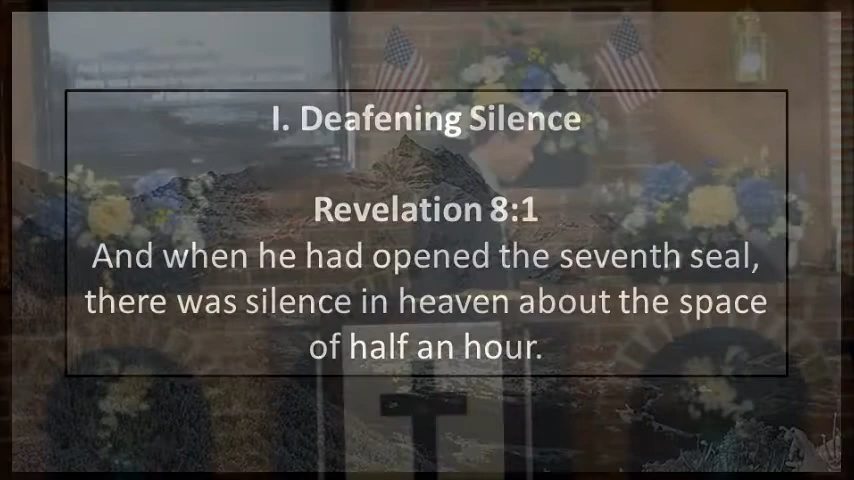 I. Deafening Silence
Revelation 8:1
And when he had opened the seventh seal,
there was silence in heaven about the space
of half an hour.